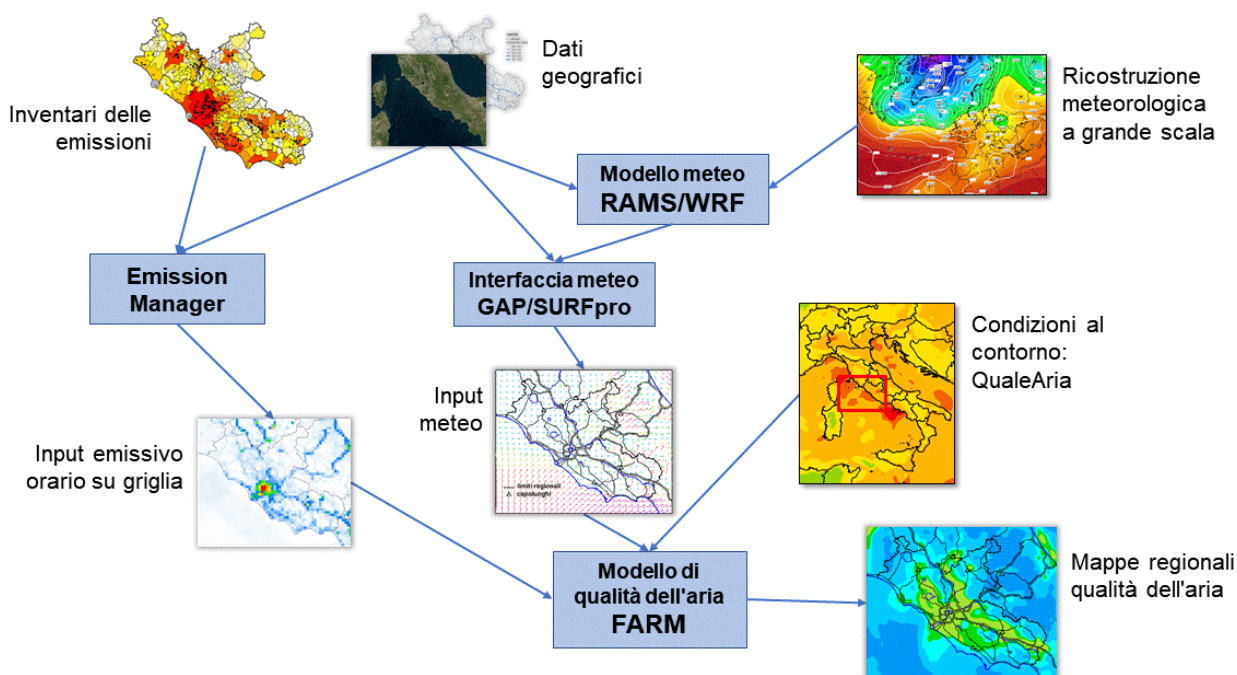 Dati
geografici
Inventari delle
emissioni
Ricostruzione
meteorologica
a grande scala
Modello meteo
RAMS/WRF
Emission
Manager
Interfaccia meteo
GAP/SURFpro
Condizioni al
contorno:
QualeAria
Input
meteo
limiti regionali
capoluoghi
Input emissivo
orario su griglia
Modello di
qualità dell'aria
FARM
Mappe regionali
qualità dell'aria